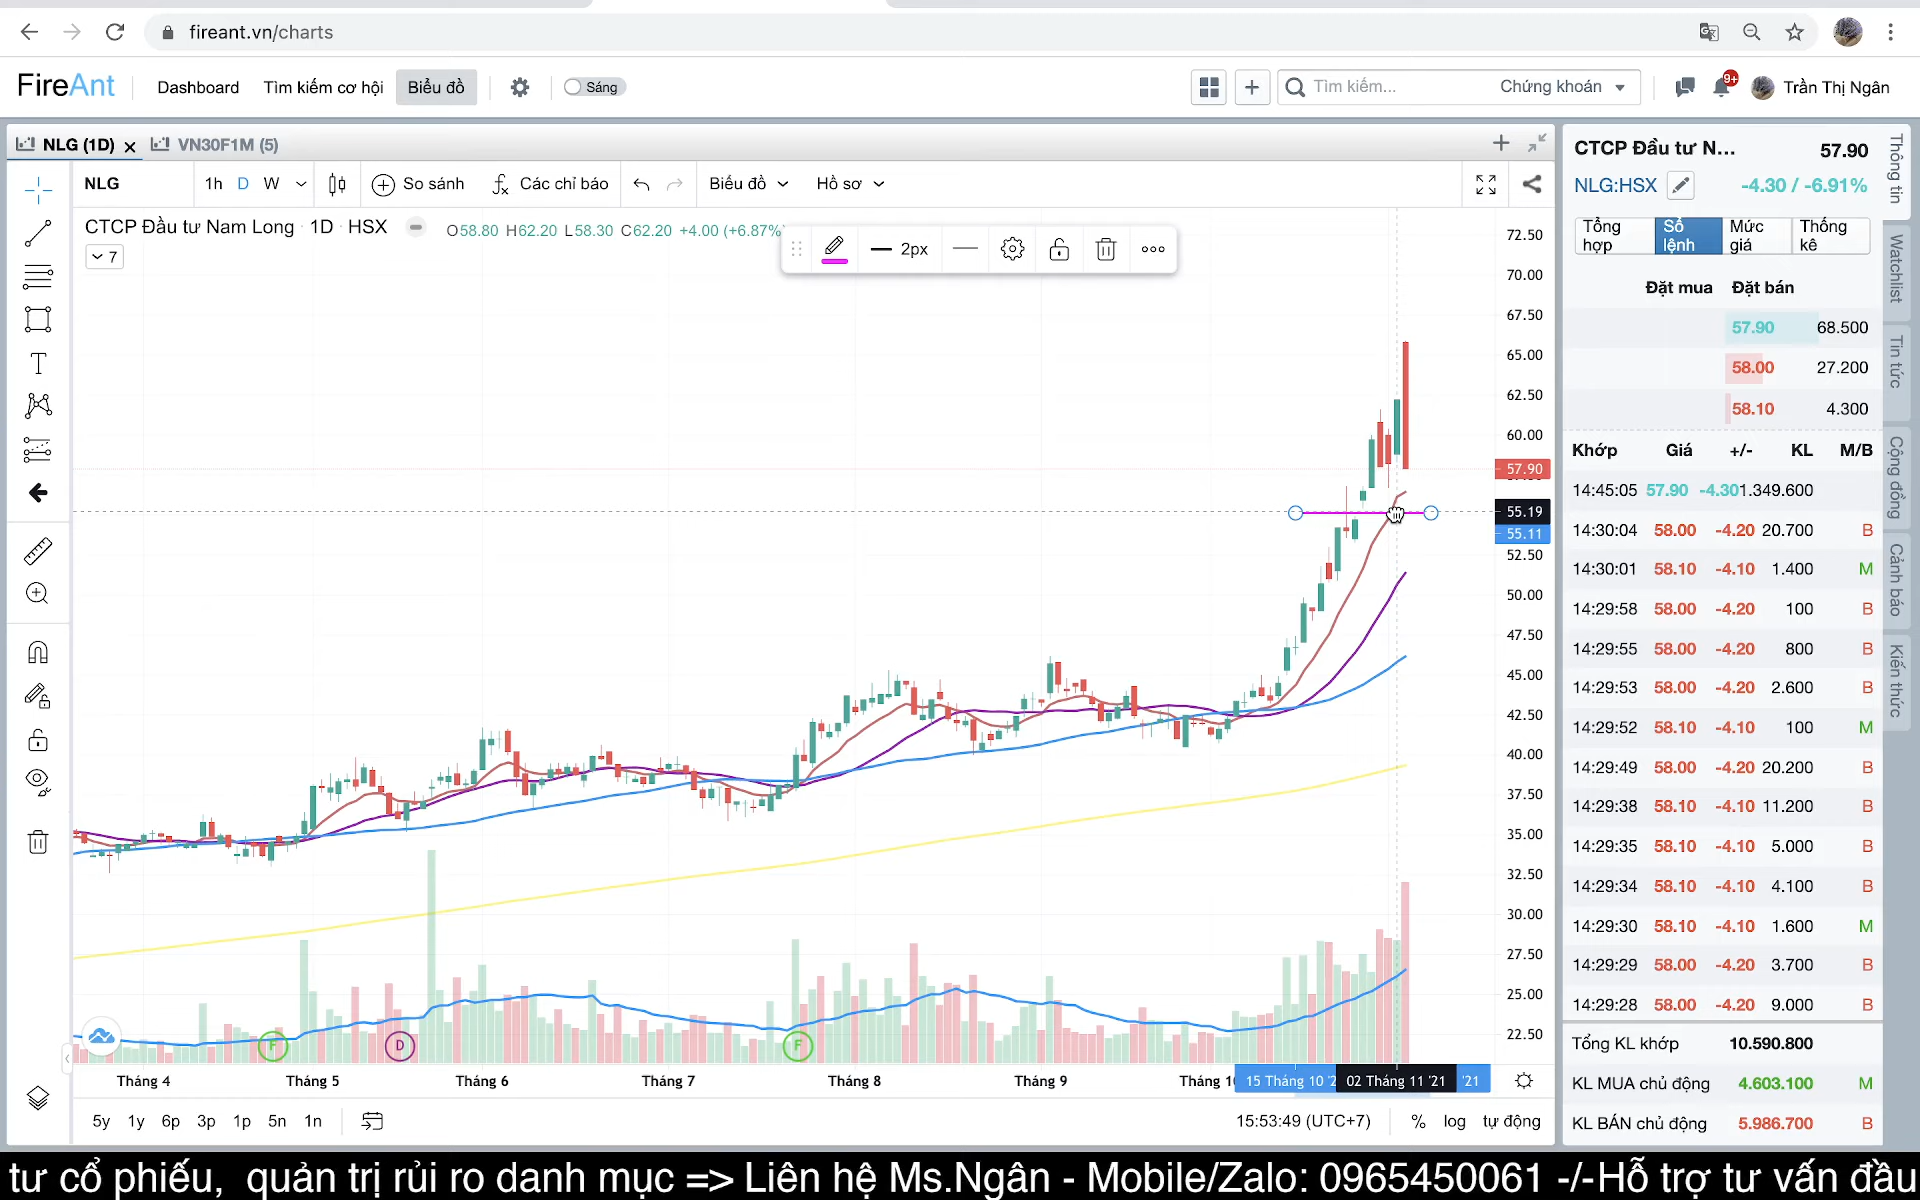 fireant.vn/charts
FireAnt
Dashboard
Tìm kiếm cơ hội
Biểu đồ
Sáng
Tìm kiếm...
Chứng khoán
9+
Trần Thị Ngân
NLG (1D)
VN30F1M (5)
NLG
1h D W
So sánh
Các chỉ báo
Biểu đồ
Hồ sơ
CTCP Đầu tư Nam Long · 1D · HSX
O58.80 H62.20 L58.30 C62.20 +4.00 (+6.87%
7
2px
72.50
70.00
67.50
65.00
62.50
60.00
57.90
55.19
55.11
52.50
50.00
47.50
45.00
42.50
40.00
37.50
35.00
32.50
30.00
27.50
25.00
22.50
F
D
F
Tháng 4
Tháng 5
Tháng 6
Tháng 7
Tháng 8
Tháng 9
15 Tháng 10
02 Tháng 11 '21
'21
5y 1y 6p 3p 1p 5n 1n
15:53:49 (UTC+7)
% log tự động
CTCP Đầu tư N... 57.90
NLG:HSX -4.30 / -6.91%
Tổng hợp
Sổ lệnh
Mức giá
Thống kê
Đặt mua Đặt bán
57.90 68.500
58.00 27.200
58.10 4.300
Khớp Giá +/- KL M/B
14:45:05 57.90 -4.30 1.349.600
14:30:04 58.00 -4.20 20.700 B
14:30:01 58.10 -4.10 1.400 M
14:29:58 58.00 -4.20 100 B
14:29:55 58.00 -4.20 800 B
14:29:53 58.00 -4.20 2.600 B
14:29:52 58.10 -4.10 100 M
14:29:49 58.00 -4.20 20.200 B
14:29:38 58.10 -4.10 11.200 B
14:29:35 58.10 -4.10 5.000 B
14:29:34 58.10 -4.10 4.100 B
14:29:30 58.10 -4.10 1.600 M
14:29:29 58.00 -4.20 3.700 B
14:29:28 58.00 -4.20 9.000 B
Tổng KL khớp 10.590.800
KL MUA chủ động 4.603.100 M
KL BÁN chủ động 5.986.700 B
Thông tin
Watchlist
Tin tức
Cộng đồng
Cảnh báo
Kiến thức
tư cổ phiếu, quản trị rủi ro danh mục => Liên hệ Ms.Ngân - Mobile/Zalo: 0965450061 -/-Hỗ trợ tư vấn đầu